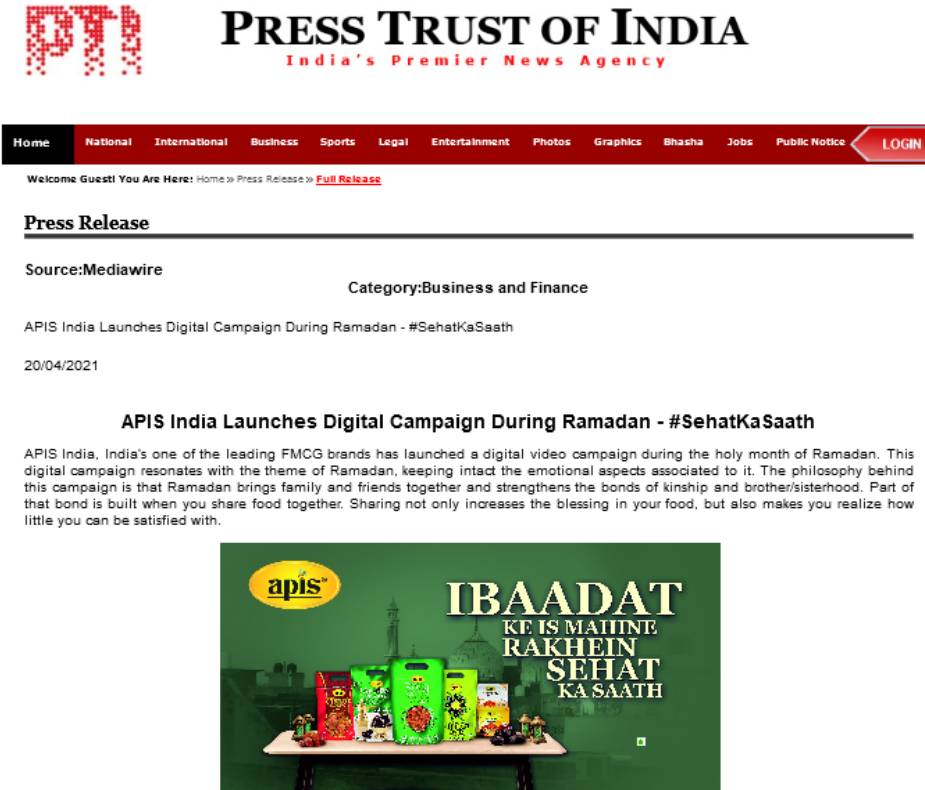 PTI
PRESS TRUST OF INDIA
India's Premier News Agency
Home National International Business Sports Legal Entertainment Photos Graphics Bhasha Jobs Public Notice LOGIN
Welcome Guest! You Are Here: Home » Press Release » Full Release
Press Release
Source:Mediawire
Category:Business and Finance
APIS India Launches Digital Campaign During Ramadan - #SehatKaSaath
20/04/2021
APIS India Launches Digital Campaign During Ramadan - #SehatKaSaath
APIS India, India's one of the leading FMCG brands has launched a digital video campaign during the holy month of Ramadan. This
digital campaign resonates with the theme of Ramadan, keeping intact the emotional aspects associated to it. The philosophy behind
this campaign is that Ramadan brings family and friends together and strengthens the bonds of kinship and brother/sisterhood. Part of
that bond is built when you share food together. Sharing not only increases the blessing in your food, but also makes you realize how
little you can be satisfied with.
apis
IBAADAT
KE IS MAHINE
RAKHEIN
SEHAT
KA SAATH